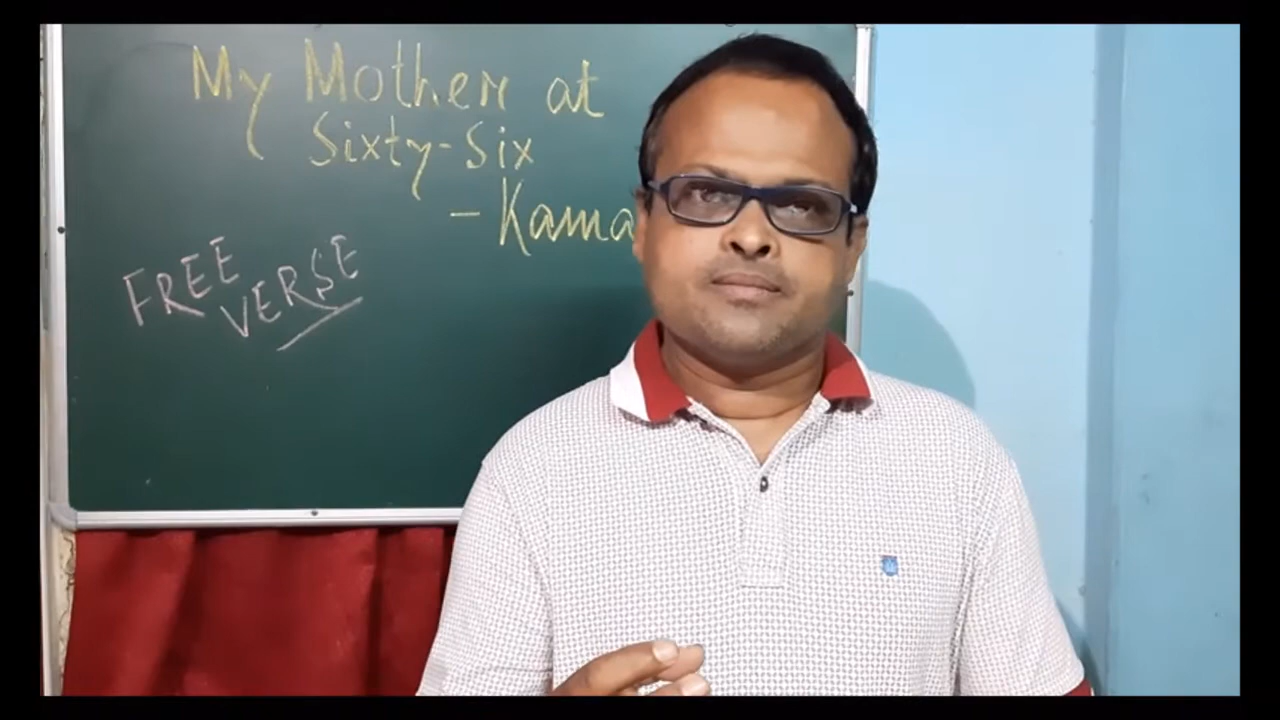 My Mother at
Sixty-Six
- Kama
FREE
VERSE